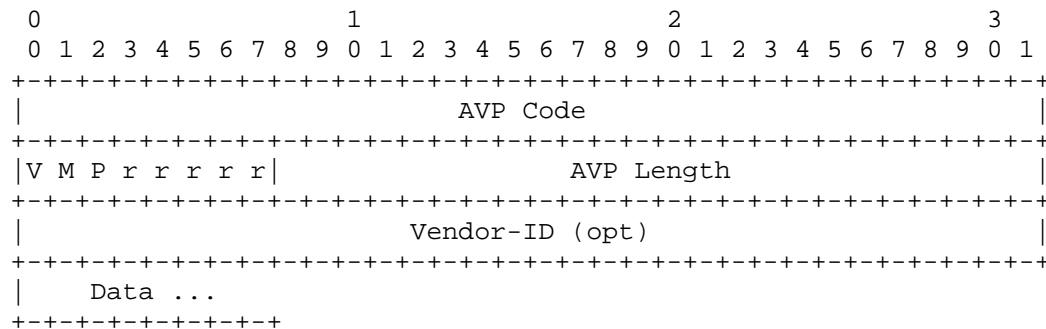 0                   1                   2                   3
 0 1 2 3 4 5 6 7 8 9 0 1 2 3 4 5 6 7 8 9 0 1 2 3 4 5 6 7 8 9 0 1
+-+-+-+-+-+-+-+-+-+-+-+-+-+-+-+-+-+-+-+-+-+-+-+-+-+-+-+-+-+-+-+-+
|                           AVP Code                            |
+-+-+-+-+-+-+-+-+-+-+-+-+-+-+-+-+-+-+-+-+-+-+-+-+-+-+-+-+-+-+-+-+
|V M P r r r r r|                  AVP Length                   |
+-+-+-+-+-+-+-+-+-+-+-+-+-+-+-+-+-+-+-+-+-+-+-+-+-+-+-+-+-+-+-+-+
|                        Vendor-ID (opt)                        |
+-+-+-+-+-+-+-+-+-+-+-+-+-+-+-+-+-+-+-+-+-+-+-+-+-+-+-+-+-+-+-+-+
|    Data ...
+-+-+-+-+-+-+-+-+